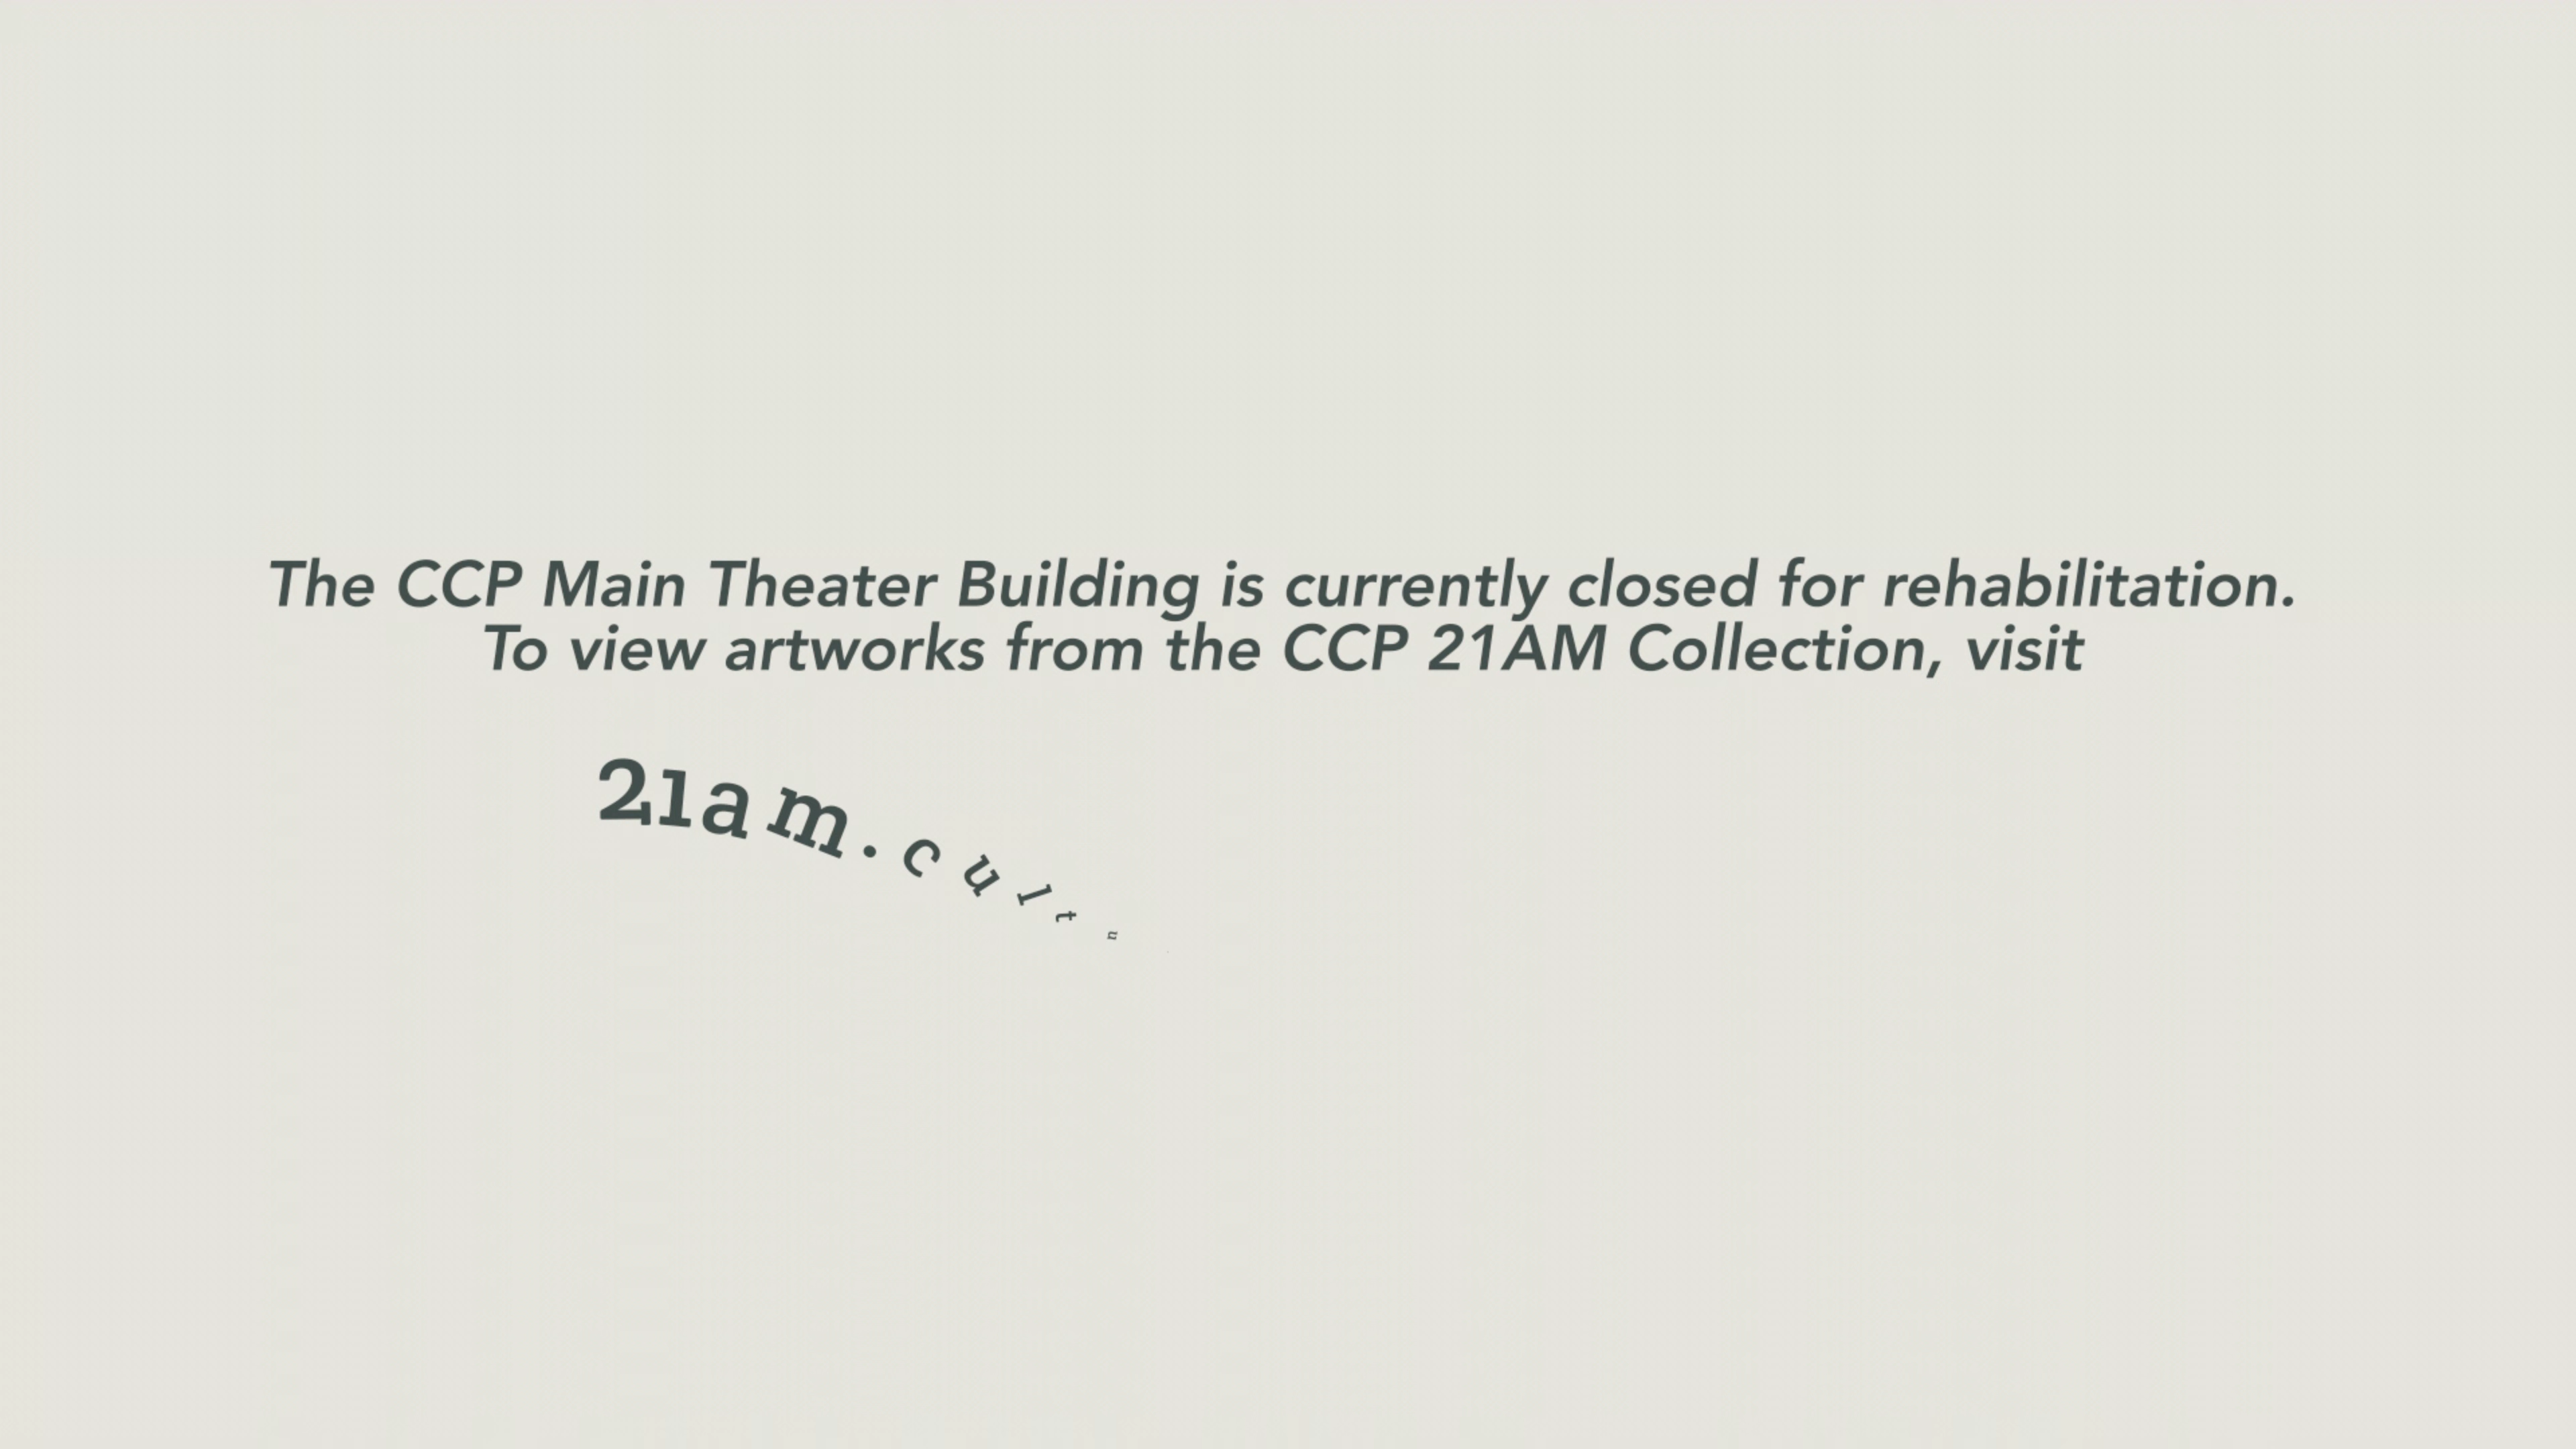 The CCP Main Theater Building is currently closed for rehabilitation.
To view artworks from the CCP 21AM Collection, visit
21am.cultu